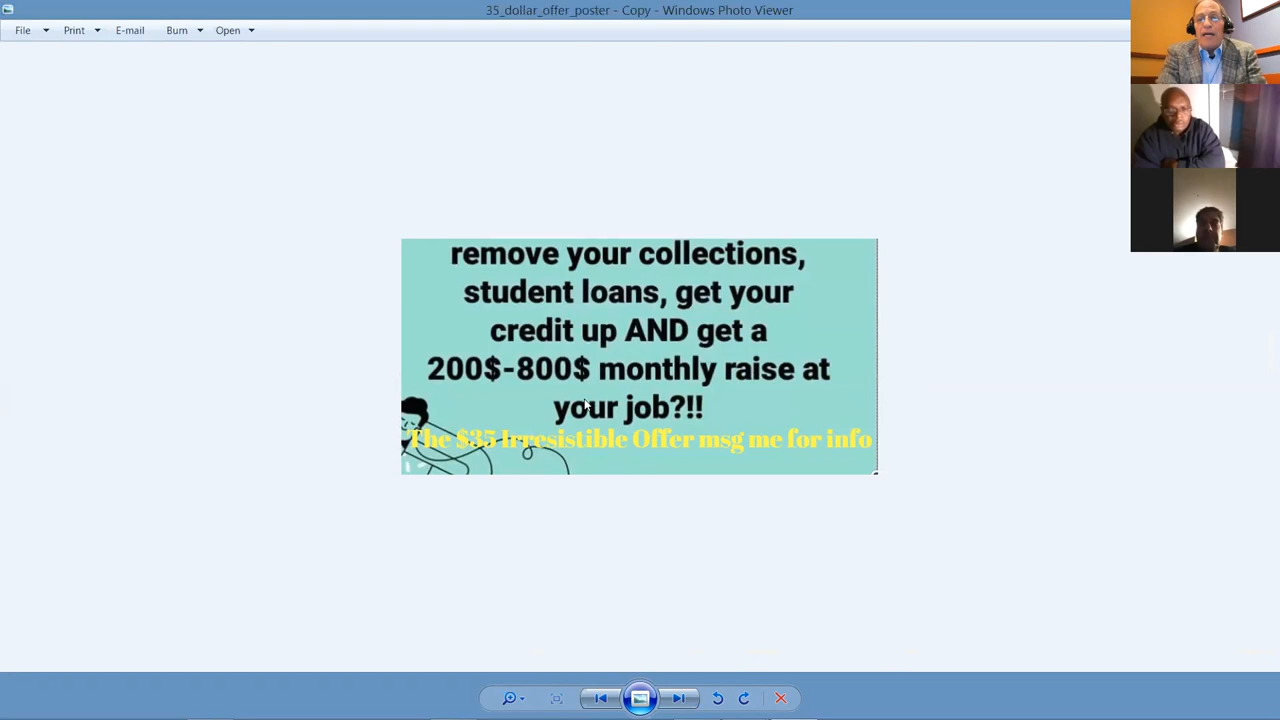 35_dollar_offer_poster - Copy - Windows Photo Viewer
File Print E-mail Burn Open
remove your collections,
student loans, get your
credit up AND get a
200$-800$ monthly raise at
your job?!!
The $35 Irresistible Offer msg me for info